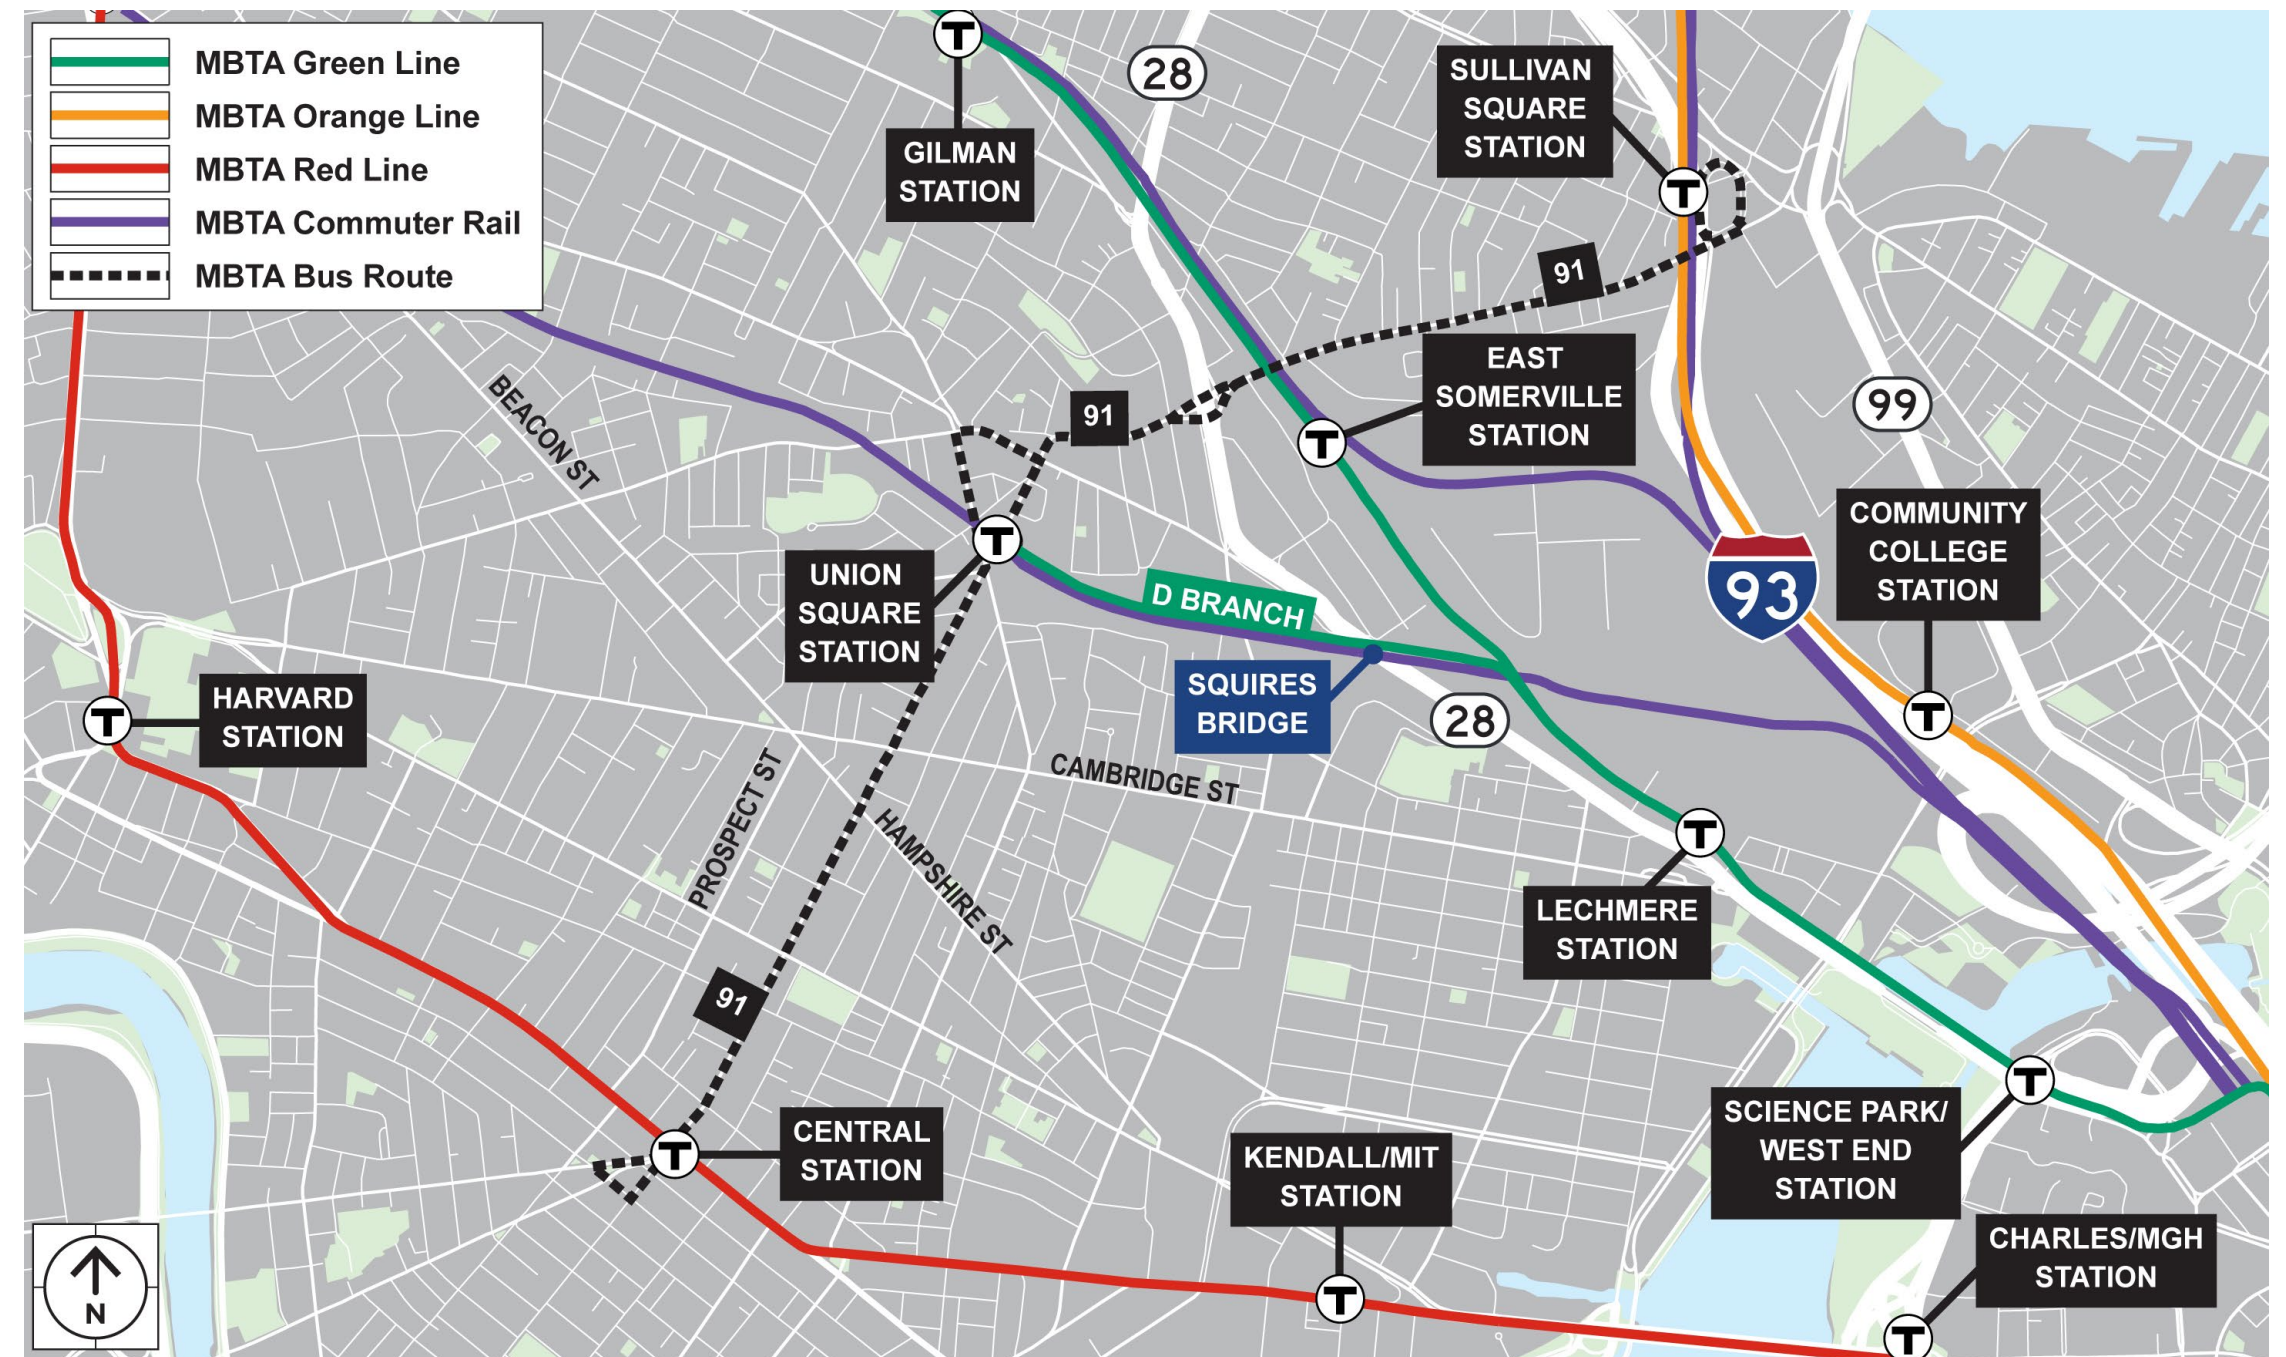 MBTA Green Line
MBTA Orange Line
MBTA Red Line
MBTA Commuter Rail
MBTA Bus Route
T
GILMAN
STATION
28
SULLIVAN
SQUARE
STATION
T
91
91
EAST
SOMERVILLE
STATION
T
99
BEACON ST
COMMUNITY
COLLEGE
STATION
T
93
T
UNION
SQUARE
STATION
D BRANCH
SQUIRES
BRIDGE
28
HARVARD
STATION
T
CAMBRIDGE ST
PROSPECT ST
HAMPSHIRE ST
T
LECHMERE
STATION
91
T
SCIENCE PARK/
WEST END
STATION
CENTRAL
STATION
T
KENDALL/MIT
STATION
T
CHARLES/MGH
STATION
T
N